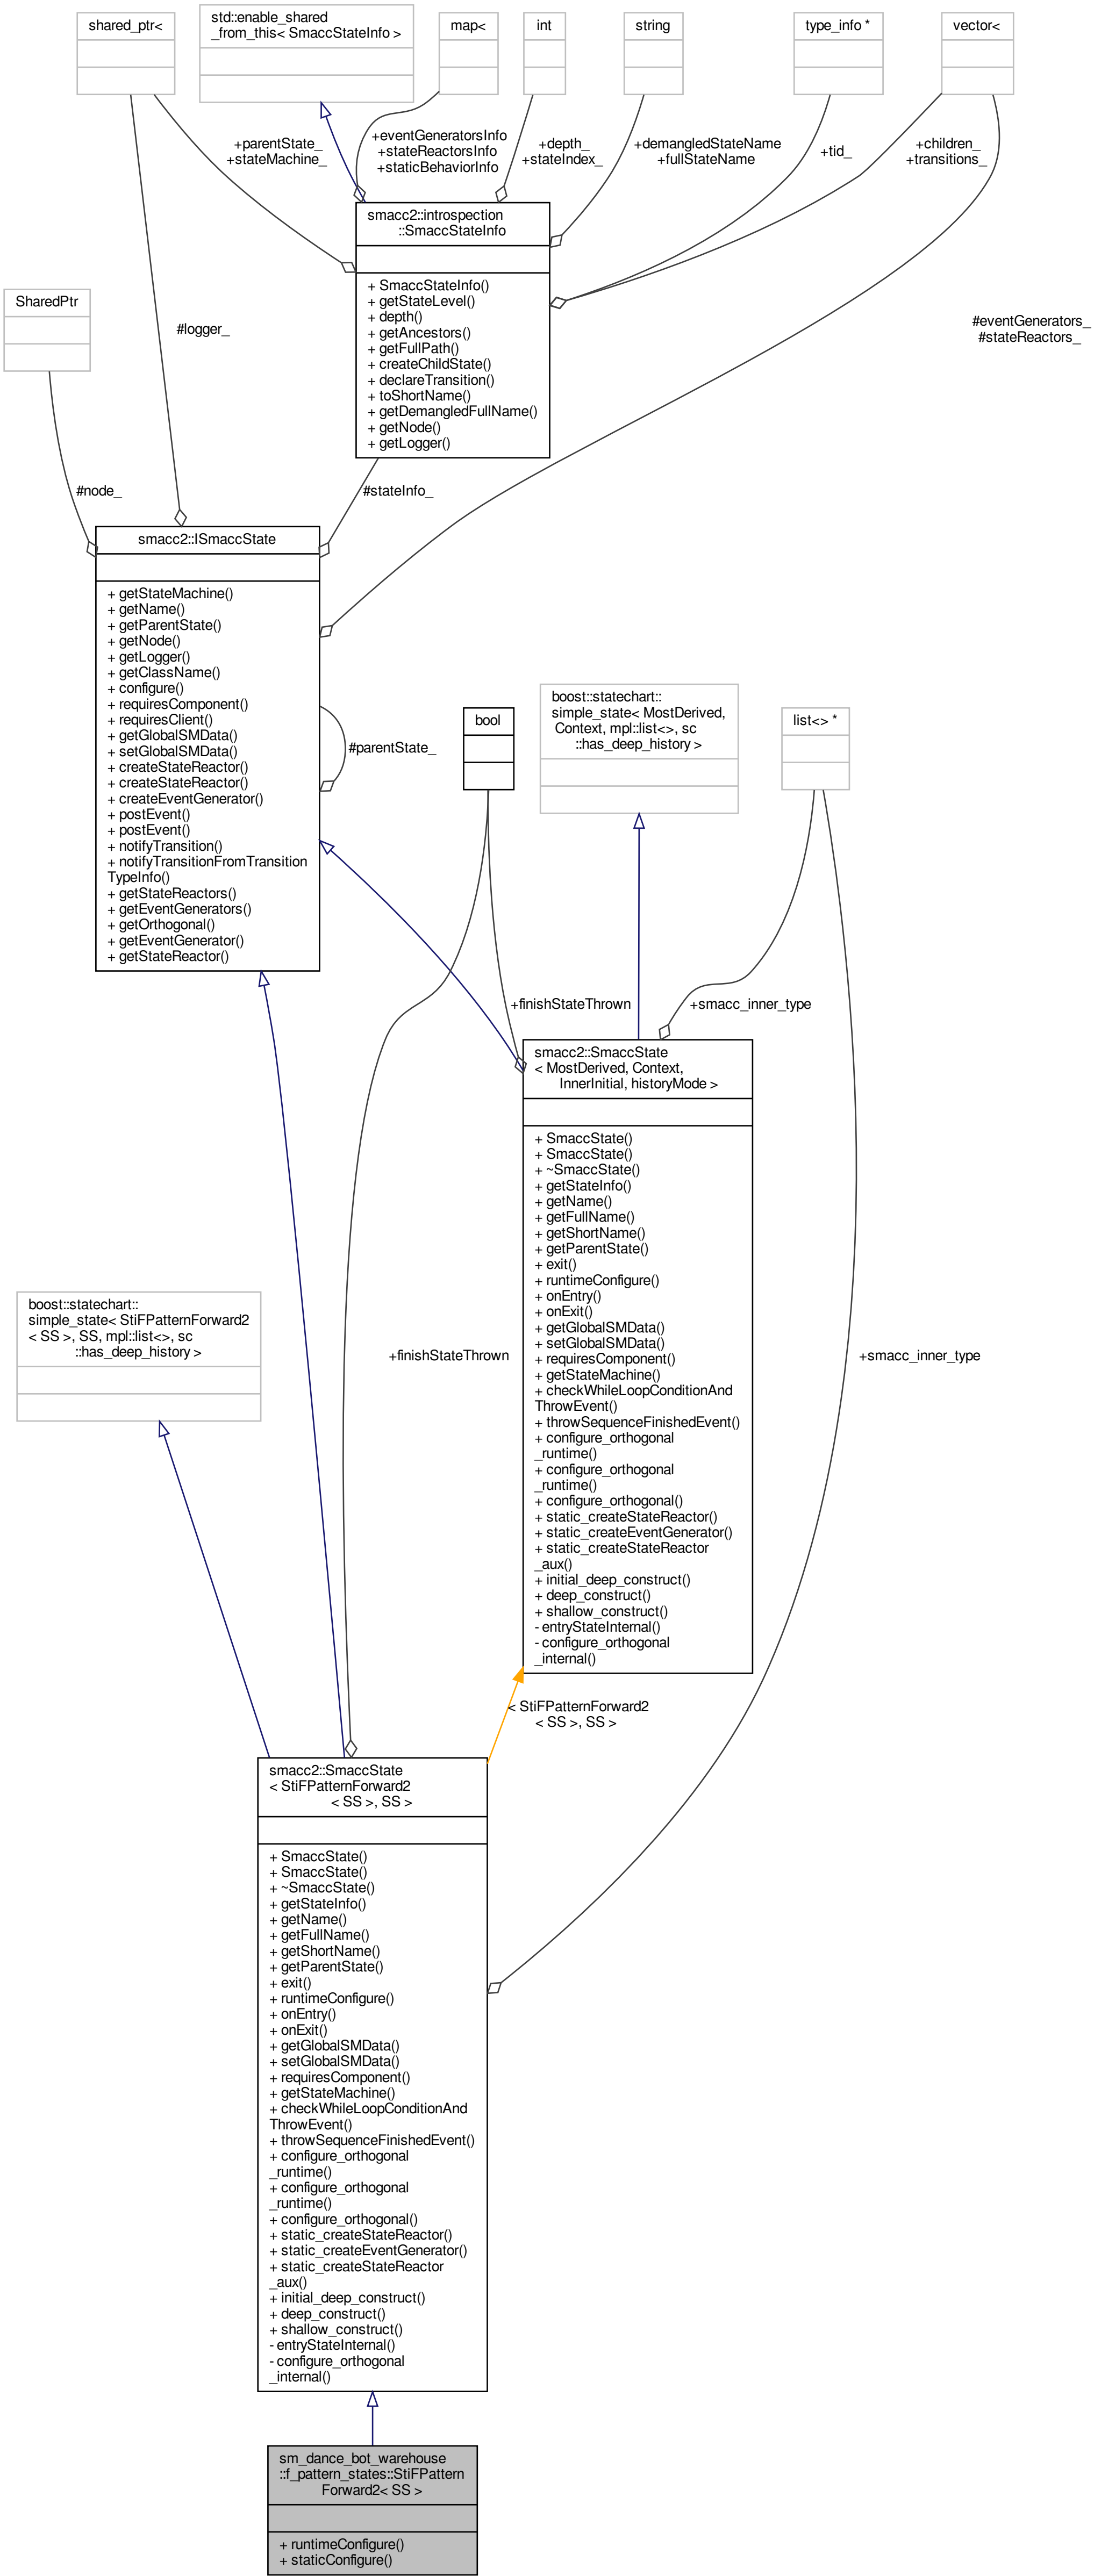 shared_ptr<
std::enable_shared
_from_this< SmaccStateInfo >
map<
int
string
type_info *
vector<
+parentState_
+stateMachine_
+eventGeneratorsInfo
+stateReactorsInfo
+staticBehaviorInfo
+depth_
+stateIndex_
+demangledStateName
+fullStateName
+tid_
+children_
+transitions_
smacc2::introspection
::SmaccStateInfo
+ SmaccStateInfo()
+ getStateLevel()
+ depth()
+ getAncestors()
+ getFullPath()
+ createChildState()
+ declareTransition()
+ toShortName()
+ getDemangledFullName()
+ getNode()
+ getLogger()
SharedPtr
#logger_
#eventGenerators_
#stateReactors_
#node_
#stateInfo_
smacc2::ISmaccState
+ getStateMachine()
+ getName()
+ getParentState()
+ getNode()
+ getLogger()
+ getClassName()
+ configure()
+ requiresComponent()
+ requiresClient()
+ getGlobalSMData()
+ setGlobalSMData()
+ createStateReactor()
+ createStateReactor()
+ createEventGenerator()
+ postEvent()
+ postEvent()
+ notifyTransition()
+ notifyTransitionFromTransition
TypeInfo()
+ getStateReactors()
+ getEventGenerators()
+ getOrthogonal()
+ getEventGenerator()
+ getStateReactor()
#parentState_
bool
boost::statechart::
simple_state< MostDerived,
Context, mpl::list<>, sc
::has_deep_history >
list<> *
+finishStateThrown
+smacc_inner_type
smacc2::SmaccState
< MostDerived, Context,
InnerInitial, historyMode >
+ SmaccState()
+ SmaccState()
+ ~SmaccState()
+ getStateInfo()
+ getName()
+ getFullName()
+ getShortName()
+ getParentState()
+ exit()
+ runtimeConfigure()
+ onEntry()
+ onExit()
+ getGlobalSMData()
+ setGlobalSMData()
+ requiresComponent()
+ getStateMachine()
+ checkWhileLoopConditionAnd
ThrowEvent()
+ throwSequenceFinishedEvent()
+ configure_orthogonal
_runtime()
+ configure_orthogonal
_runtime()
+ configure_orthogonal()
+ static_createStateReactor()
+ static_createEventGenerator()
+ static_createStateReactor
_aux()
+ initial_deep_construct()
+ deep_construct()
+ shallow_construct()
- entryStateInternal()
- configure_orthogonal
_internal()
boost::statechart::
simple_state< StiFPatternForward2
< SS >, SS, mpl::list<>, sc
::has_deep_history >
+finishStateThrown
+smacc_inner_type
< StiFPatternForward2
< SS >, SS >
smacc2::SmaccState
< StiFPatternForward2
< SS >, SS >
+ SmaccState()
+ SmaccState()
+ ~SmaccState()
+ getStateInfo()
+ getName()
+ getFullName()
+ getShortName()
+ getParentState()
+ exit()
+ runtimeConfigure()
+ onEntry()
+ onExit()
+ getGlobalSMData()
+ setGlobalSMData()
+ requiresComponent()
+ getStateMachine()
+ checkWhileLoopConditionAnd
ThrowEvent()
+ throwSequenceFinishedEvent()
+ configure_orthogonal
_runtime()
+ configure_orthogonal
_runtime()
+ configure_orthogonal()
+ static_createStateReactor()
+ static_createEventGenerator()
+ static_createStateReactor
_aux()
+ initial_deep_construct()
+ deep_construct()
+ shallow_construct()
- entryStateInternal()
- configure_orthogonal
_internal()
sm_dance_bot_warehouse
::f_pattern_states::StiFPattern
Forward2< SS >
+ runtimeConfigure()
+ staticConfigure()